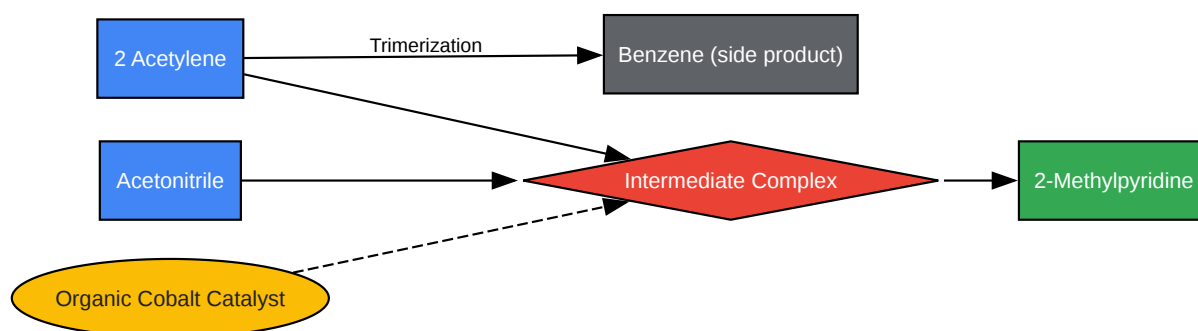 2 Acetylene
Trimerization
Benzene (side product)
Acetonitrile
Intermediate Complex
2-Methylpyridine
Organic Cobalt Catalyst